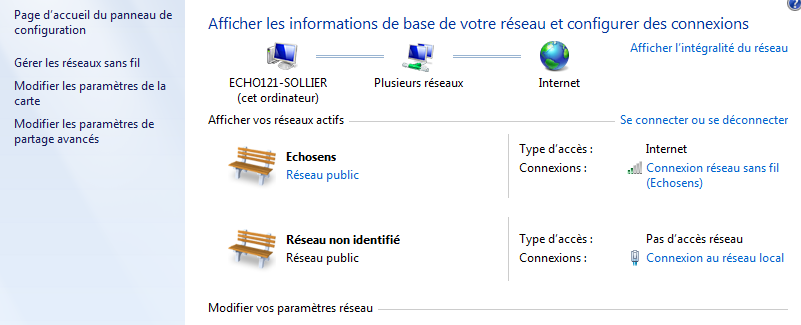 Page d'accueil du panneau de
configuration
Gérer les réseaux sans fil
Modifier les paramètres de la
carte
Modifier les paramètres de
partage avancés
Afficher les informations de base de votre réseau et configurer des connexions
Afficher l'intégralité du réseau
ECHO121-SOLLIER
(cet ordinateur)
Plusieurs réseaux
Internet
Afficher vos réseaux actifs
Se connecter ou se déconnecter
Echosens
Réseau public
Type d'accès :
Internet
Connexions :
Connexion réseau sans fil
(Echosens)
Réseau non identifié
Réseau public
Type d'accès :
Pas d'accès réseau
Connexions :
Connexion au réseau local
Modifier vos paramètres réseau